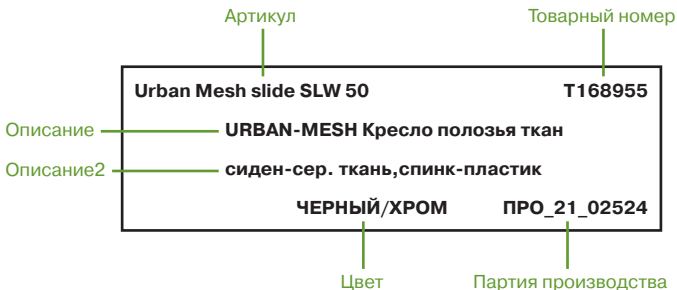 Артикул Товарный номер
Urban Mesh slide SLW 50 T168955
Описание URBAN-MESH Кресло полозья ткан
Описание2 сиден-сер. ткань,спинк-пластик
ЧЕРНЫЙ/ХРОМ ПРО_21_02524
Цвет Партия производства